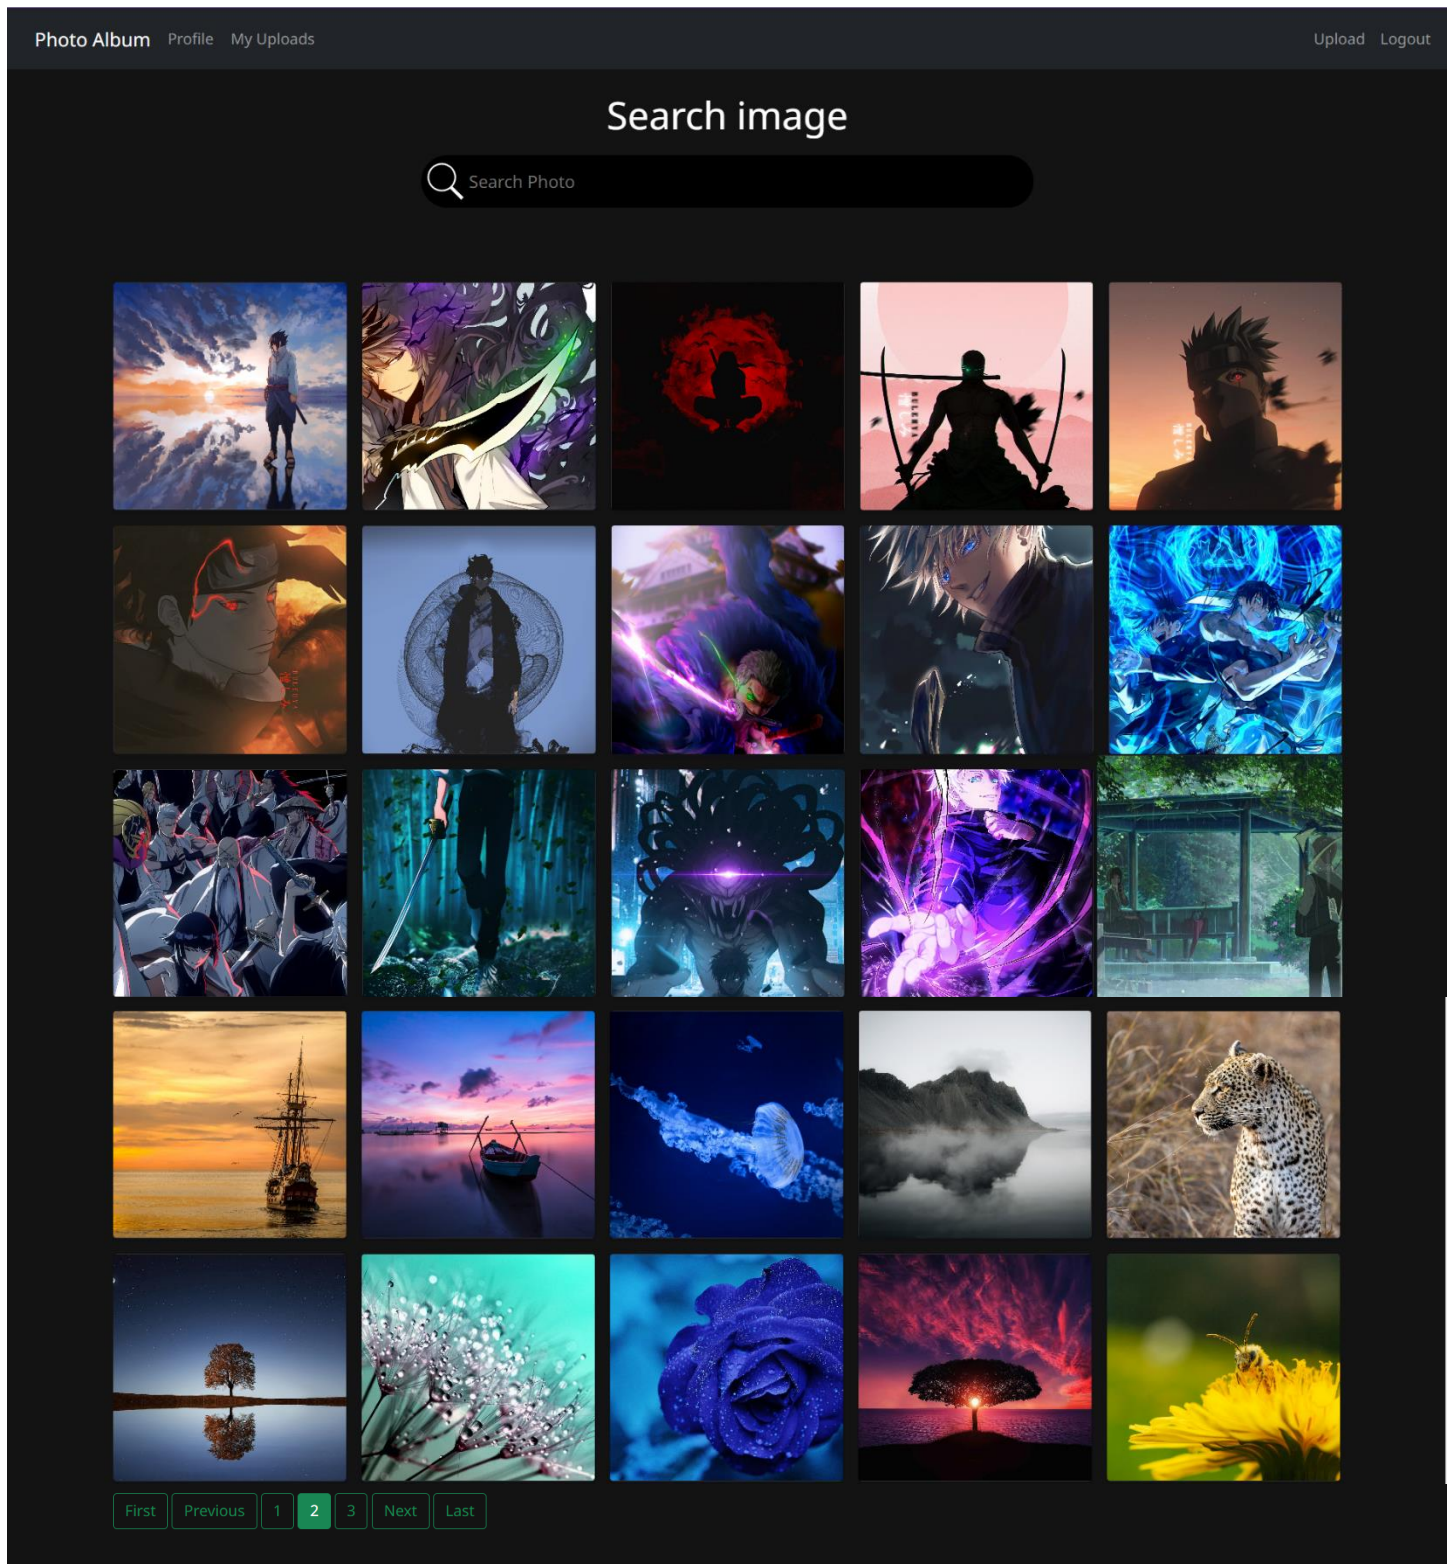 Photo Album Profile My Uploads Upload Logout
Search image
Search Photo
First Previous 1 2 3 Next Last